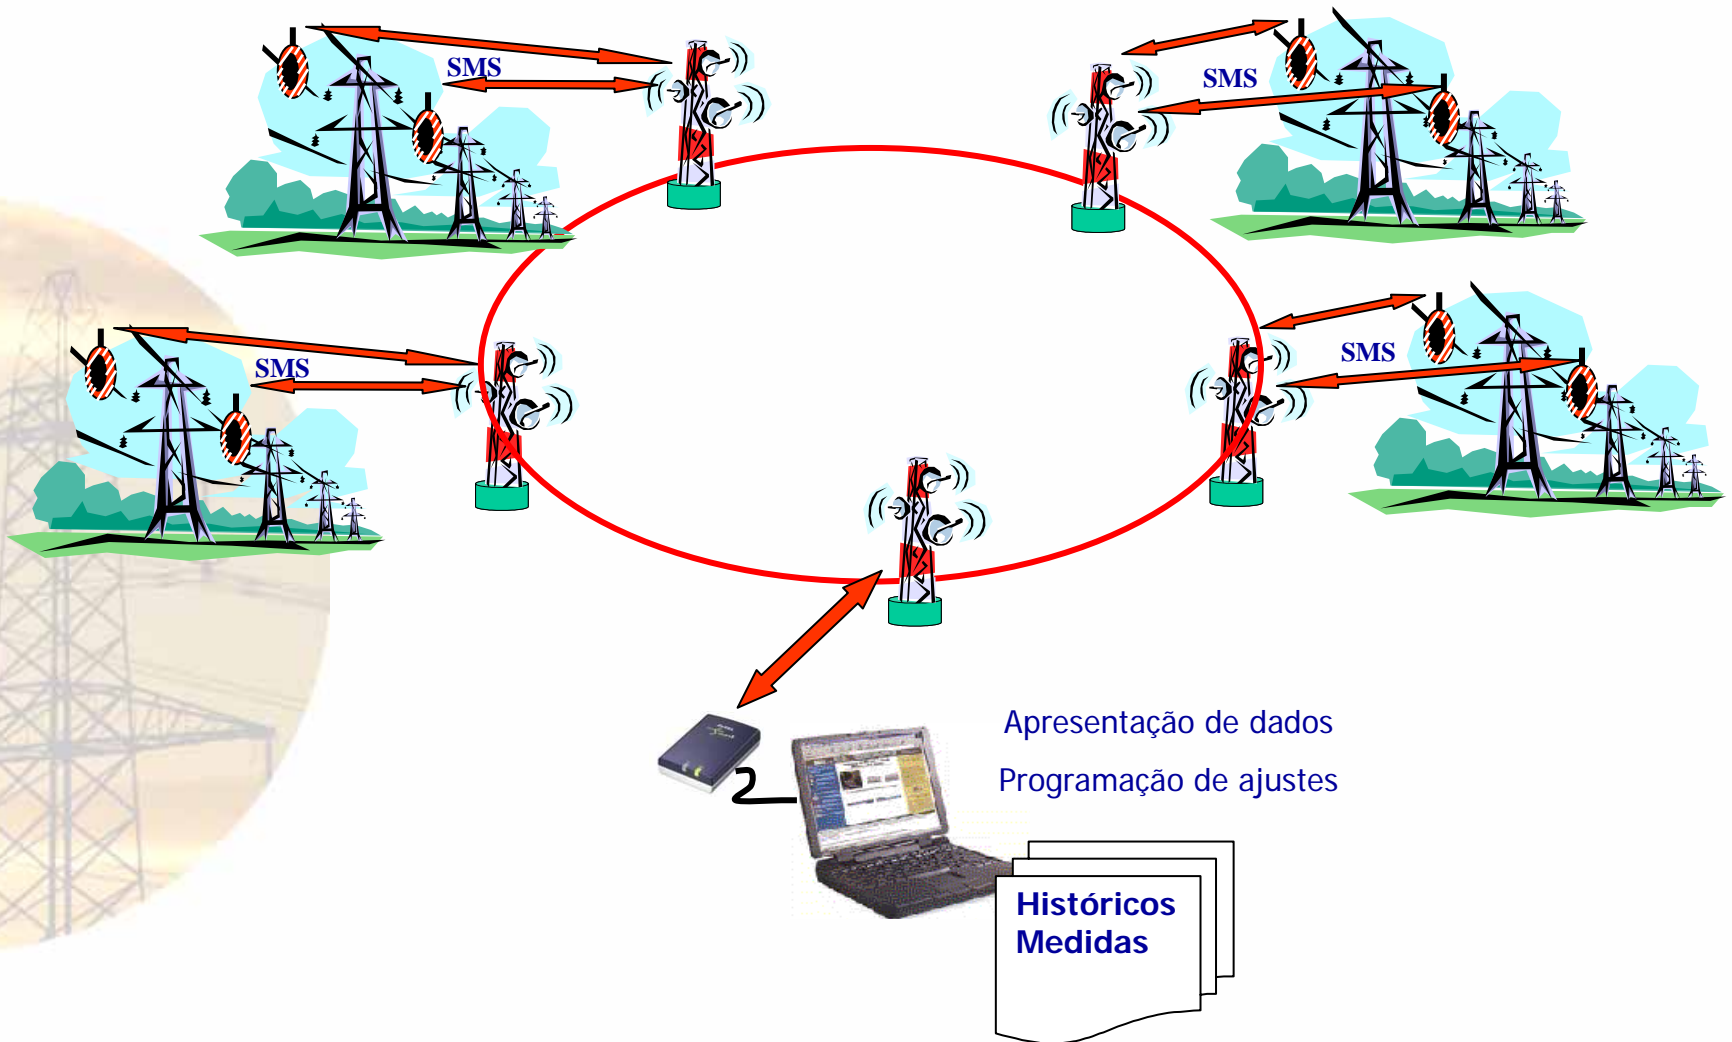 SMS
SMS
SMS
SMS
Apresentação de dados
Programação de ajustes
Históricos
Medidas